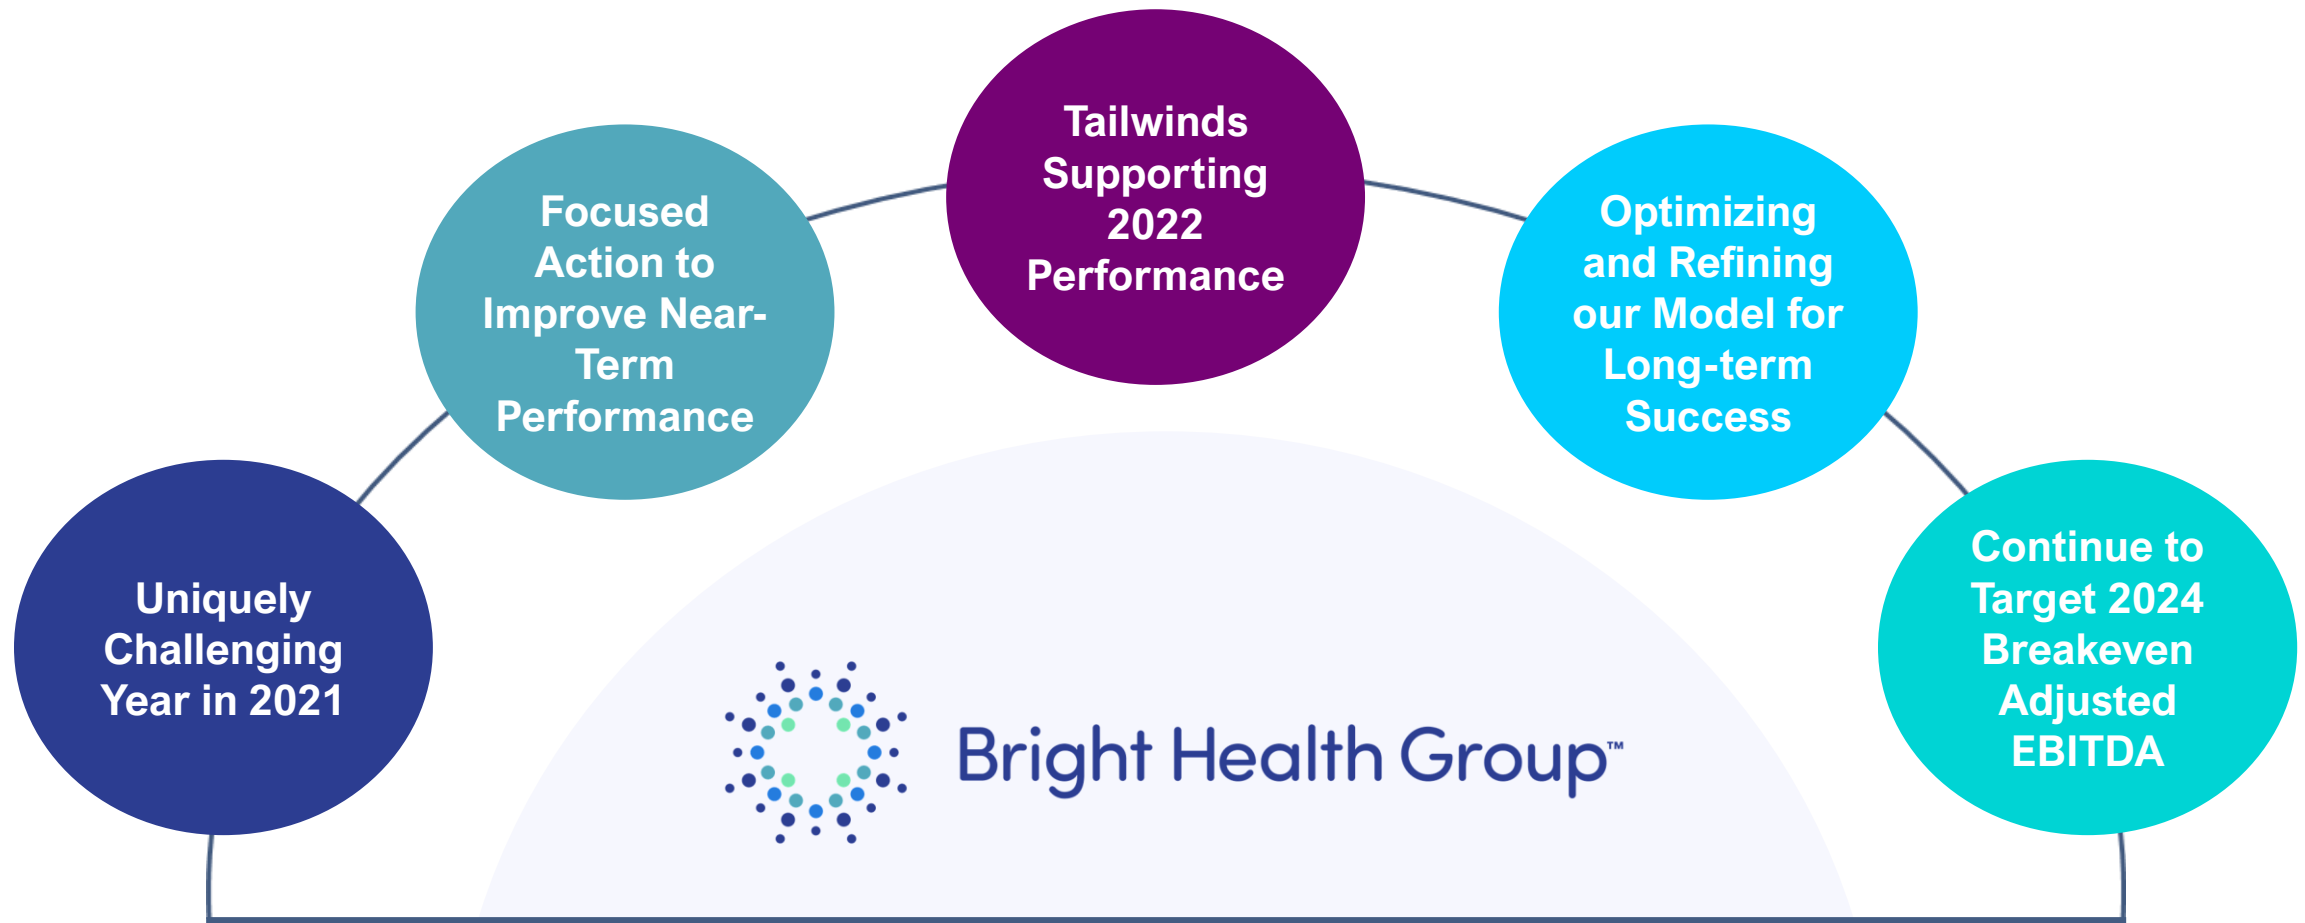 Uniquely
Challenging
Year in 2021
Focused
Action to
Improve Near-
Term
Performance
Tailwinds
Supporting
2022
Performance
Optimizing
and Refining
our Model for
Long-term
Success
Continue to
Target 2024
Breakeven
Adjusted
EBITDA
Bright Health Group™